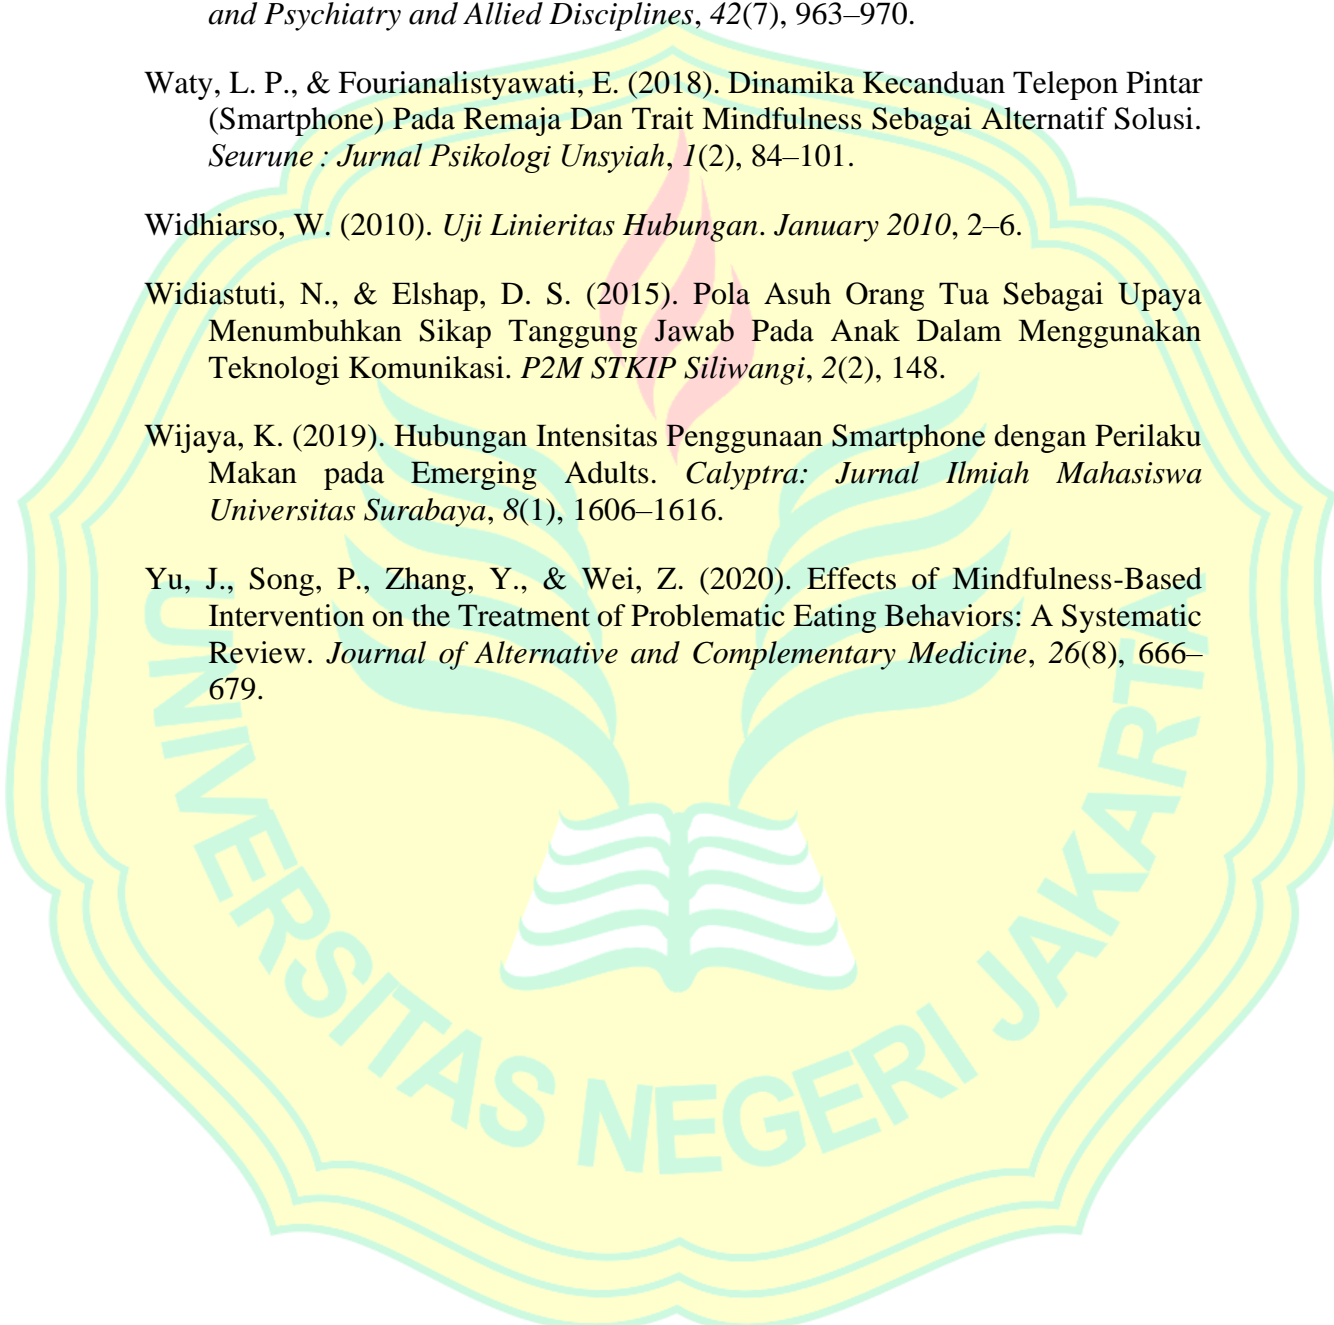 and Psychiatry and Allied Disciplines, 42(7), 963–970.
Waty, L. P., & Fourianalistyawati, E. (2018). Dinamika Kecanduan Telepon Pintar
(Smartphone) Pada Remaja Dan Trait Mindfulness Sebagai Alternatif Solusi.
Seurune : Jurnal Psikologi Unsyiah, 1(2), 84–101.
Widhiarso, W. (2010). Uji Linieritas Hubungan. January 2010, 2–6.
Widiastuti, N., & Elshap, D. S. (2015). Pola Asuh Orang Tua Sebagai Upaya
Menumbuhkan Sikap Tanggung Jawab Pada Anak Dalam Menggunakan
Teknologi Komunikasi. P2M STKIP Siliwangi, 2(2), 148.
Wijaya, K. (2019). Hubungan Intensitas Penggunaan Smartphone dengan Perilaku
Makan pada Emerging Adults. Calyptra: Jurnal Ilmiah Mahasiswa
Universitas Surabaya, 8(1), 1606–1616.
Yu, J., Song, P., Zhang, Y., & Wei, Z. (2020). Effects of Mindfulness-Based
Intervention on the Treatment of Problematic Eating Behaviors: A Systematic
Review. Journal of Alternative and Complementary Medicine, 26(8), 666–
679.
UNIVERSITAS NEGERI JAKARTA